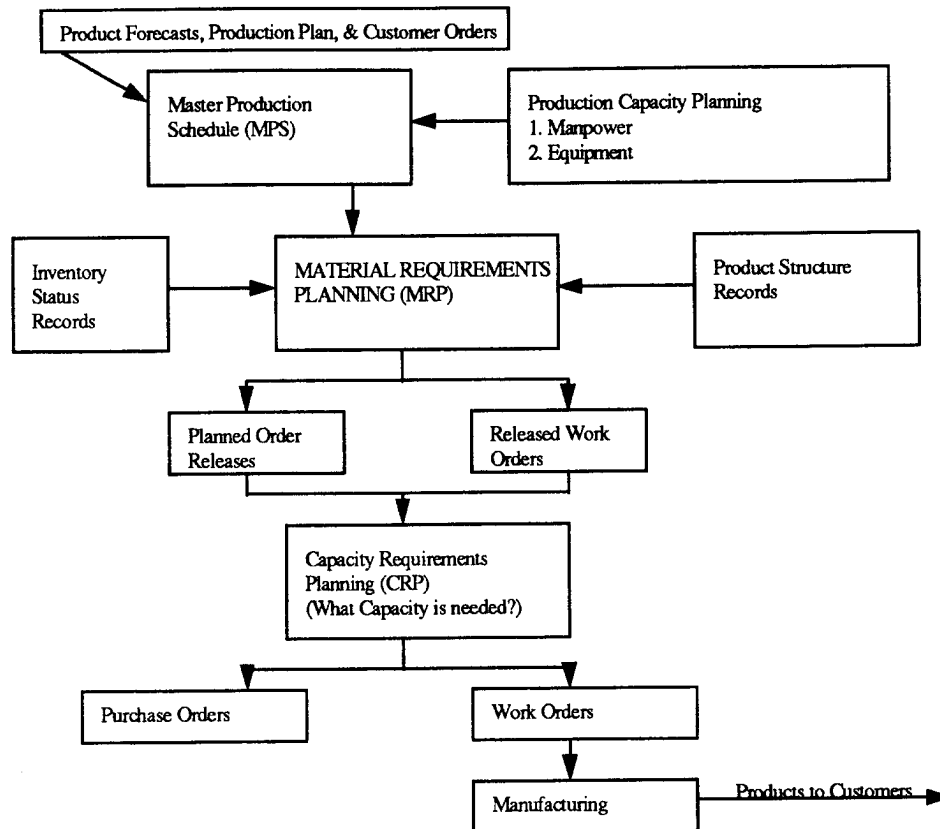 Product Forecasts, Production Plan, & Customer Orders
Master Production
Schedule (MPS)
Production Capacity Planning
1. Manpower
2. Equipment
Inventory
Status
Records
MATERIAL REQUIREMENTS
PLANNING (MRP)
Product Structure
Records
Planned Order
Releases
Released Work
Orders
Capacity Requirements
Planning (CRP)
(What Capacity is needed?)
Purchase Orders
Work Orders
Manufacturing
Products to Customers